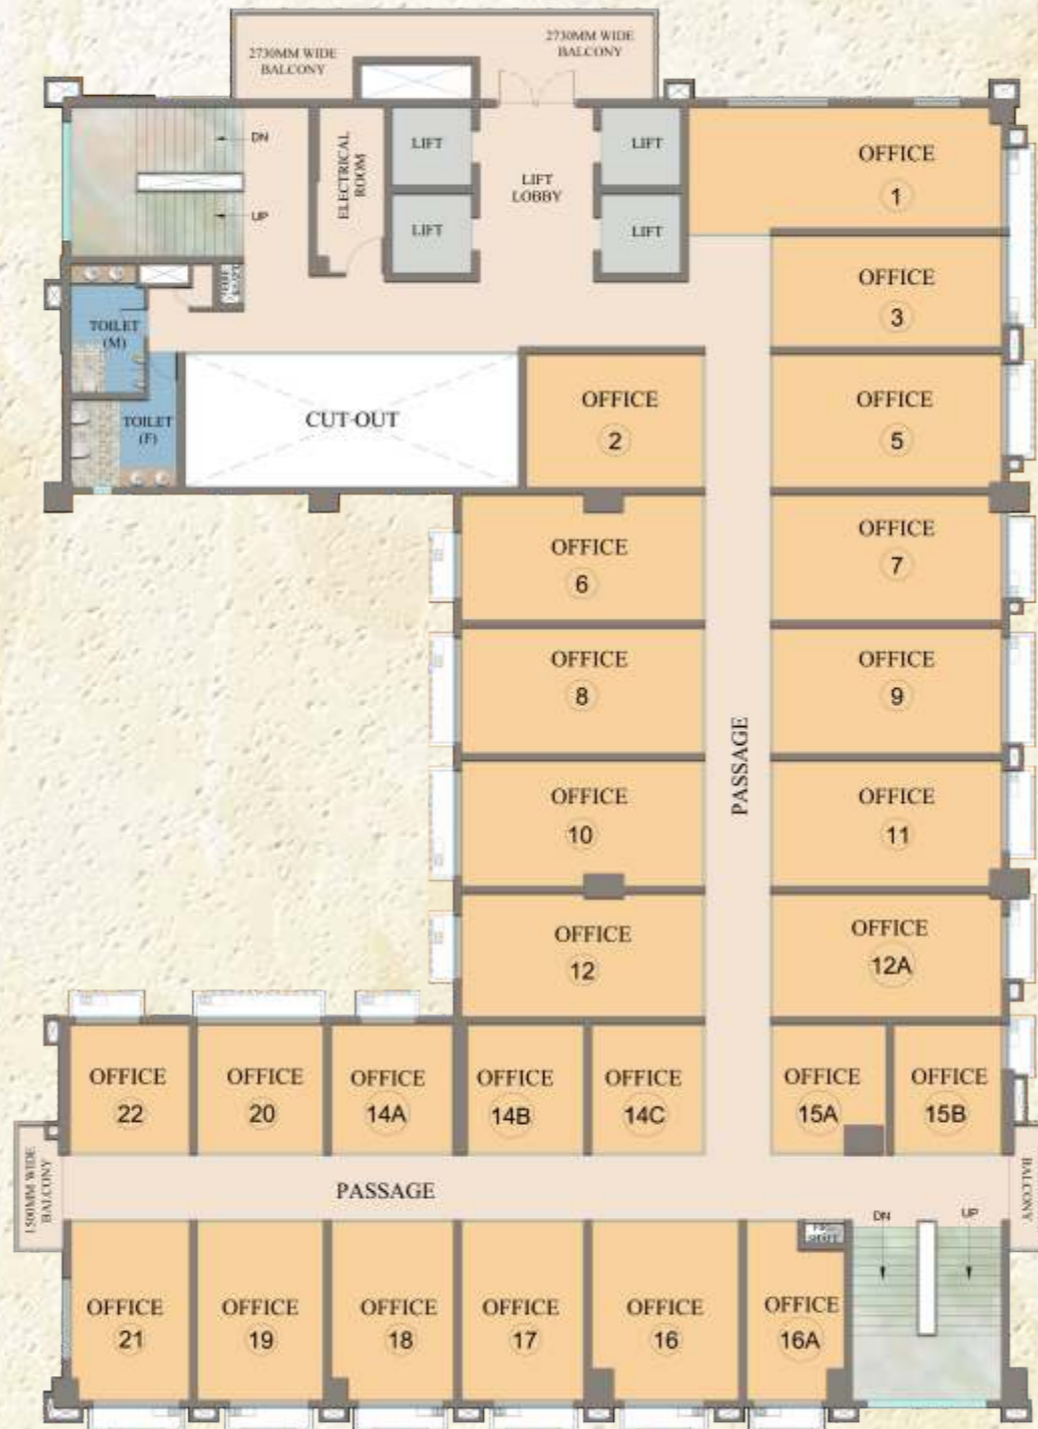 2730MM WIDE
BALCONY
2730MM WIDE
BALCONY
DN
UP
ELECTRICAL
ROOM
LIFT
LIFT
LIFT
LOBBY
LIFT
LIFT
OFFICE
1
OFFICE
3
TOILET
(M)
TOILET
(F)
CUT-OUT
OFFICE
2
OFFICE
5
OFFICE
6
OFFICE
7
OFFICE
8
OFFICE
9
PASSAGE
OFFICE
10
OFFICE
11
OFFICE
12
OFFICE
12A
OFFICE
22
OFFICE
20
OFFICE
14A
OFFICE
14B
OFFICE
14C
OFFICE
15A
OFFICE
15B
1500MM WIDE
BALCONY
PASSAGE
BALCONY
DN
UP
SHAFT
OFFICE
21
OFFICE
19
OFFICE
18
OFFICE
17
OFFICE
16
OFFICE
16A